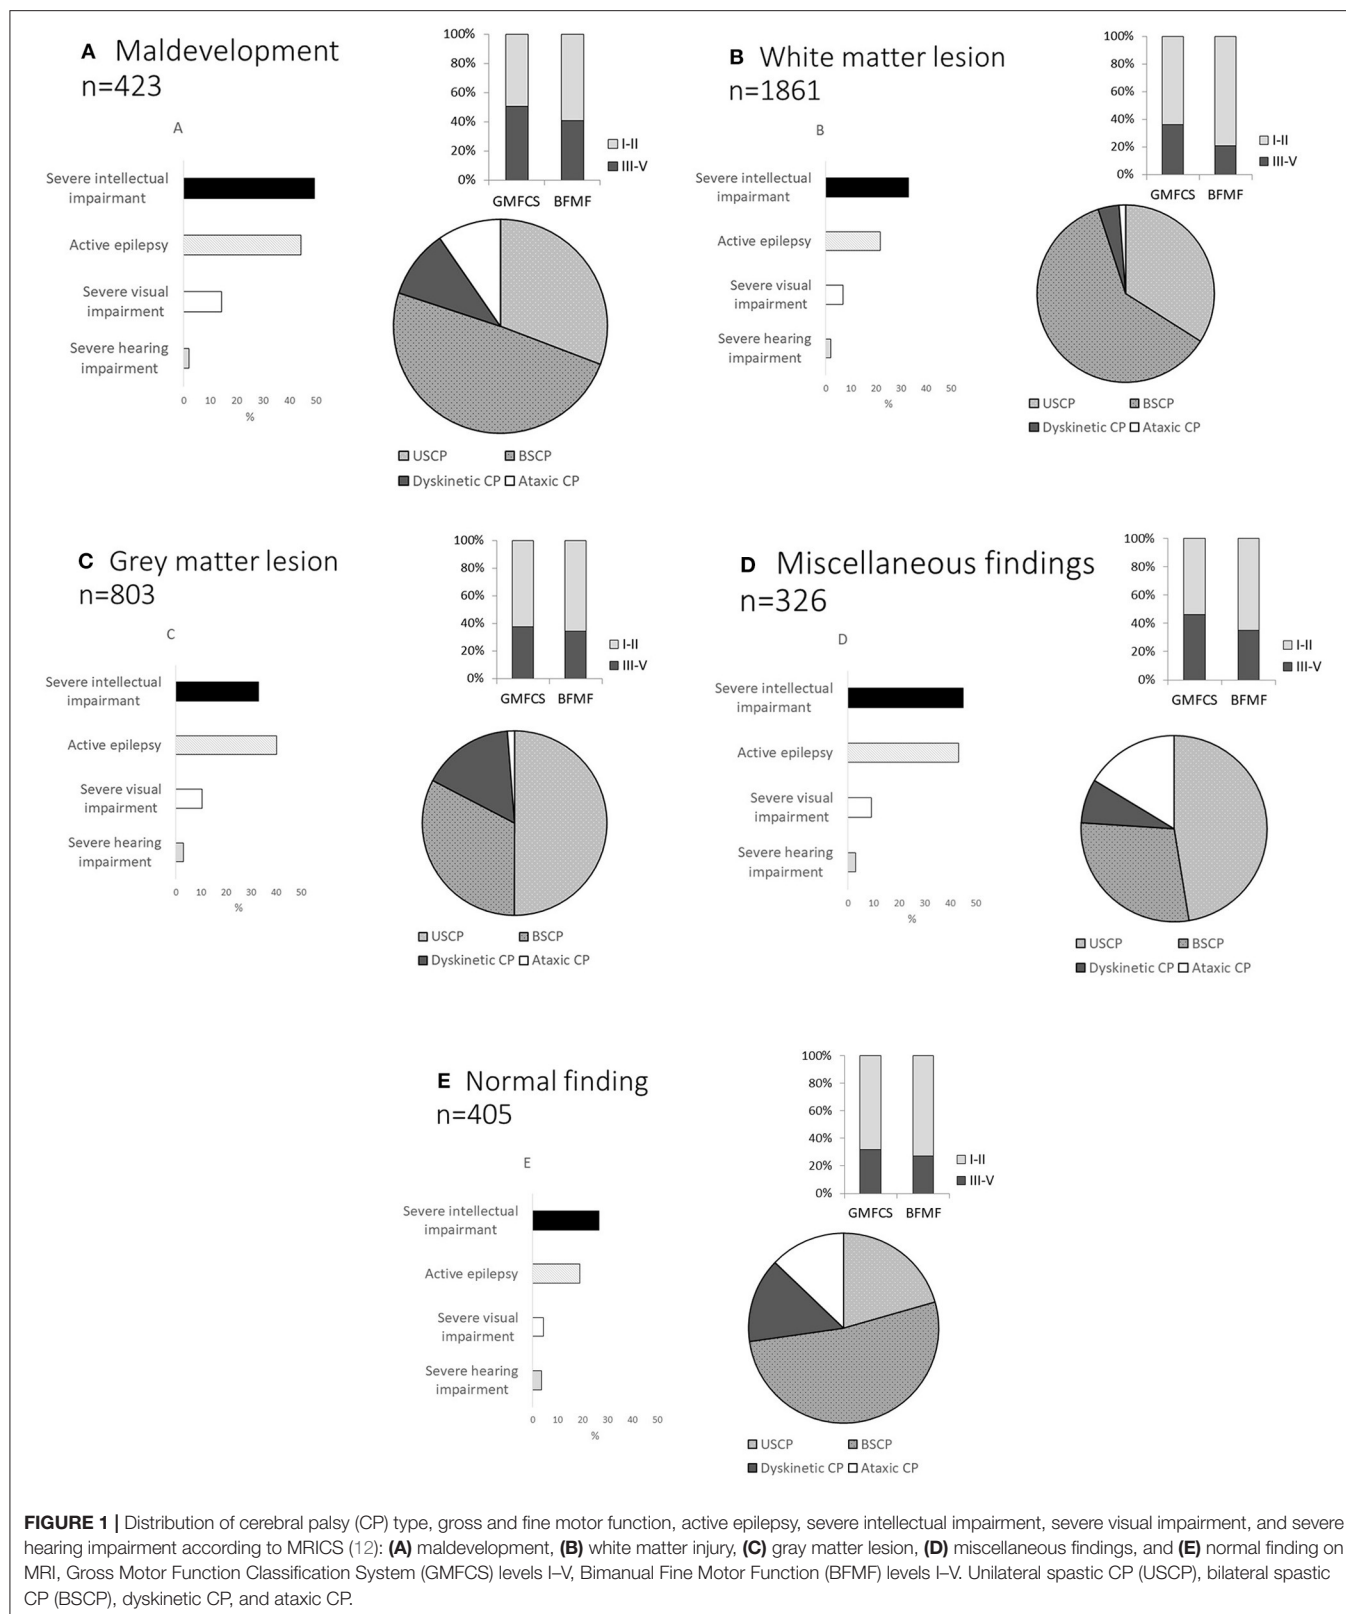 A Maldevelopment
n=423
A
Severe intellectual
impairmant
Active epilepsy
Severe visual
impairment
Severe hearing
impairment
0 10 20 30 40 50
%
100%
80%
60%
40%
20%
0%
GMFCS BFMF
I-II
III-V
USCP BSCP
Dyskinetic CP Ataxic CP
B White matter lesion
n=1861
B
Severe intellectual
impairmant
Active epilepsy
Severe visual
impairment
Severe hearing
impairment
0 10 20 30 40 50
%
100%
80%
60%
40%
20%
0%
GMFCS BFMF
I-II
III-V
USCP BSCP
Dyskinetic CP Ataxic CP
C Grey matter lesion
n=803
C
Severe intellectual
impairmant
Active epilepsy
Severe visual
impairment
Severe hearing
impairment
0 10 20 30 40 50
%
100%
80%
60%
40%
20%
0%
GMFCS BFMF
I-II
III-V
USCP BSCP
Dyskinetic CP Ataxic CP
D Miscellaneous findings
n=326
D
Severe intellectual
impairmant
Active epilepsy
Severe visual
impairment
Severe hearing
impairment
0 10 20 30 40 50
%
100%
80%
60%
40%
20%
0%
GMFCS BFMF
I-II
III-V
USCP BSCP
Dyskinetic CP Ataxic CP
E Normal finding
n=405
E
Severe intellectual
impairmant
Active epilepsy
Severe visual
impairment
Severe hearing
impairment
0 10 20 30 40 50
%
100%
80%
60%
40%
20%
0%
GMFCS BFMF
I-II
III-V
USCP BSCP
Dyskinetic CP Ataxic CP
FIGURE 1 | Distribution of cerebral palsy (CP) type, gross and fine motor function, active epilepsy, severe intellectual impairment, severe visual impairment, and severe
hearing impairment according to MRICS (12): (A) maldevelopment, (B) white matter injury, (C) gray matter lesion, (D) miscellaneous findings, and (E) normal finding on
MRI, Gross Motor Function Classification System (GMFCS) levels I–V, Bimanual Fine Motor Function (BFMF) levels I–V. Unilateral spastic CP (USCP), bilateral spastic
CP (BSCP), dyskinetic CP, and ataxic CP.